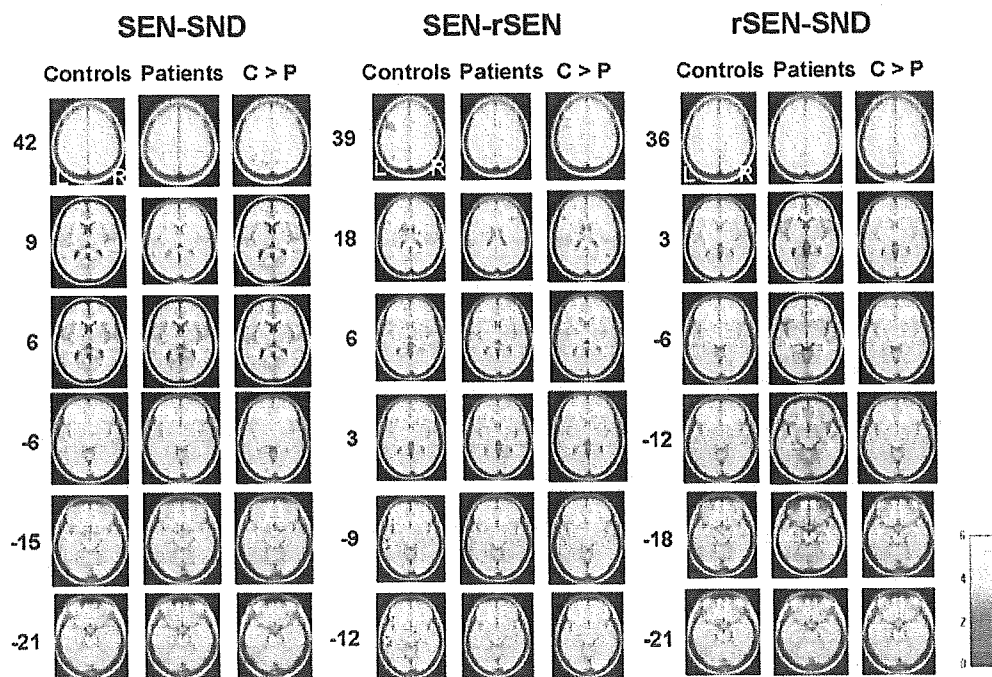 SEN-SND SEN-rSEN rSEN-SND
Controls Patients C > P Controls Patients C > P Controls Patients C > P
42 39 36
L R L R L R
9 18 3
6 6 -6
-6 3 -12
-15 -9 -18
-21 -12 -21
6
4
2
0